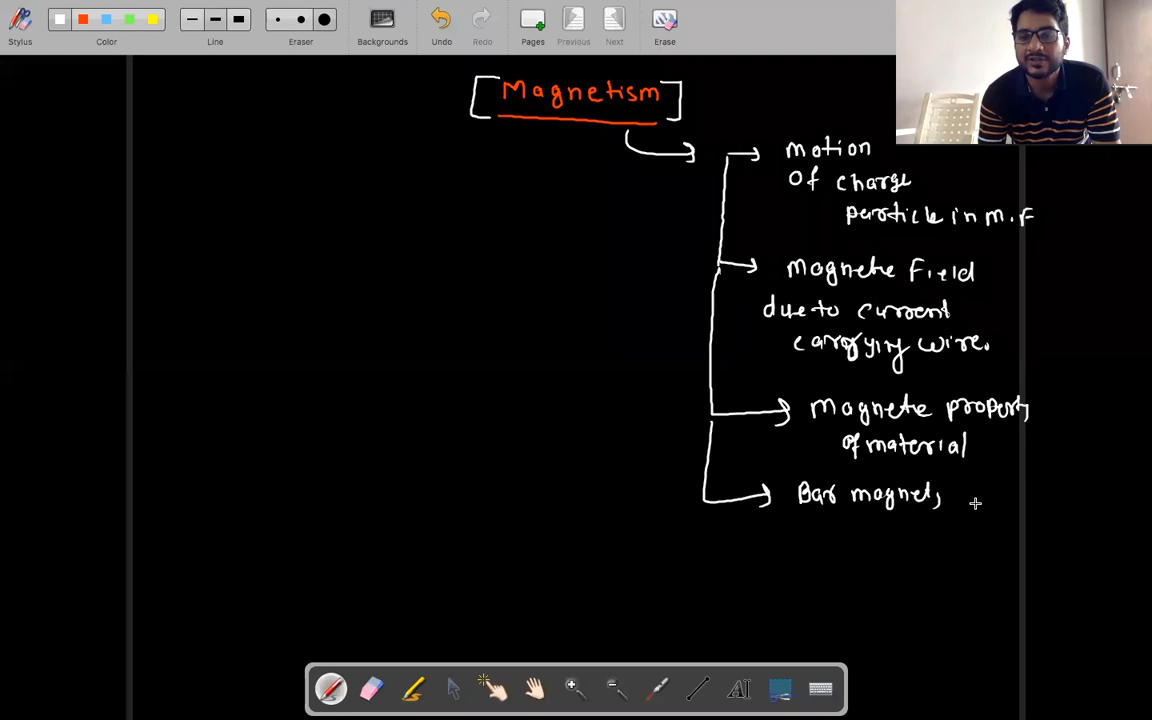 Stylus
Color
Line
Eraser
Backgrounds
Undo
Redo
Pages
Previous
Next
Erase
[Magnetism]
motion
Of charge
particle in M.F
Magnetic Field
due to current
carrying wire.
Magnetic property
of material
Bar magnet,
AI